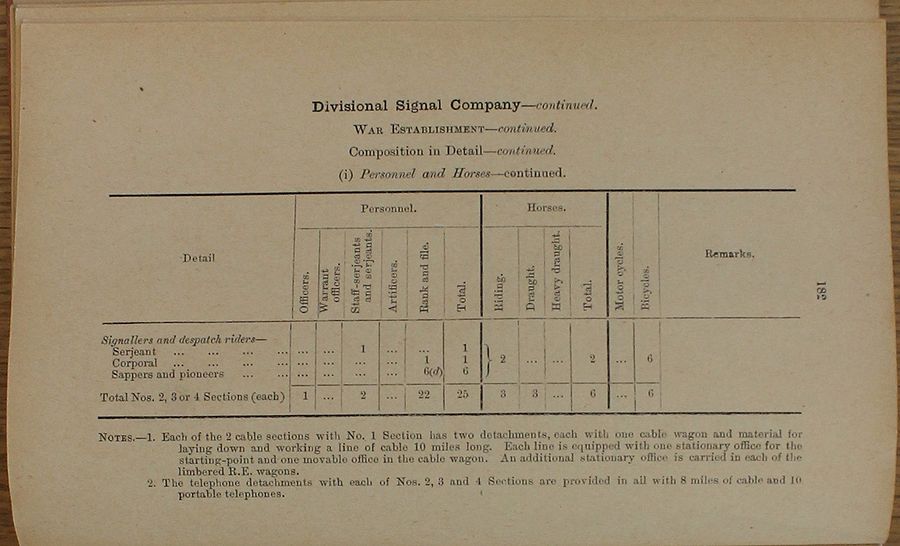 Divisional Signal Company—continued.
WAR ESTABLISHMENT—continued.
Composition in Detail—continued.
(i) Personnel and Horses—continued.
Detail
Personnel.
Horses.
Officers.
Warrant officers.
Staff-serjeants and serjeants.
Artificers.
Rank and file.
Total.
Riding.
Draught.
Heavy draught.
Total.
Motor cycles.
Bicycles.
Remarks.
182
Signallers and despatch riders—
Serjeant ... ... ... ... ... ... 1 ... ... 1
Corporal ... ... ... ... ... ... ... ... 1 1 } 2 ... ... 2 ... 6
Sappers and pioneers ... ... ... ... ... ... 6(d) 6
Total Nos. 2, 3 or 4 Sections (each) 1 ... 2 ... 22 25 3 3 ... 6 ... 6
NOTES.—1. Each of the 2 cable sections with No. 1 Section has two detachments, each with one cable wagon and material for
laying down and working a line of cable 10 miles long. Each line is equipped with one stationary office for the
starting-point and one movable office in the cable wagon. An additional stationary office is carried in each of the
limbered R.E. wagons.
2. The telephone detachments with each of Nos. 2, 3 and 4 Sections are provided in all with 8 miles of cable and 10
portable telephones.